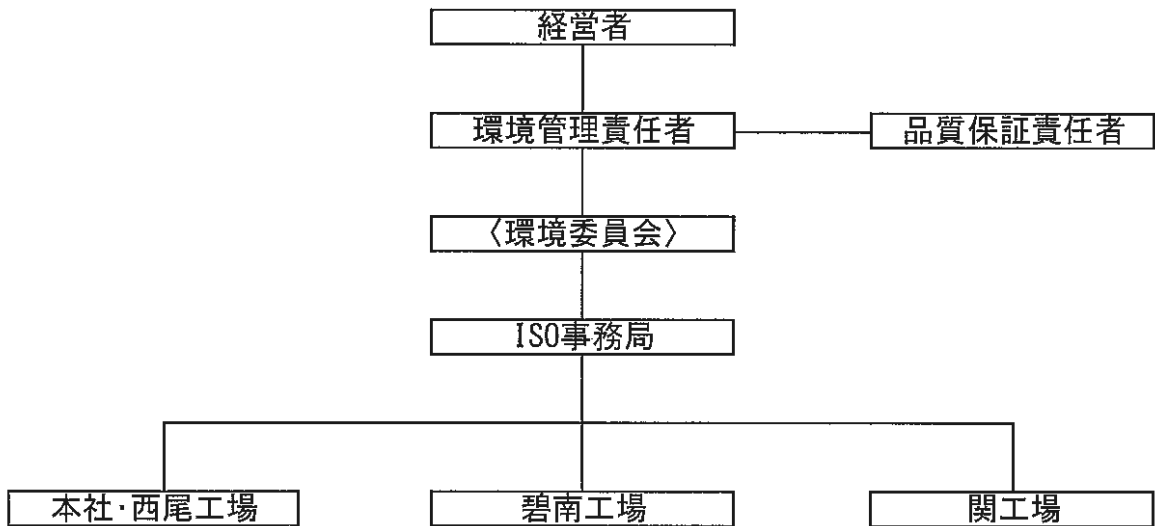 経営者
環境管理責任者
品質保証責任者
〈環境委員会〉
ISO事務局
本社・西尾工場
碧南工場
関工場